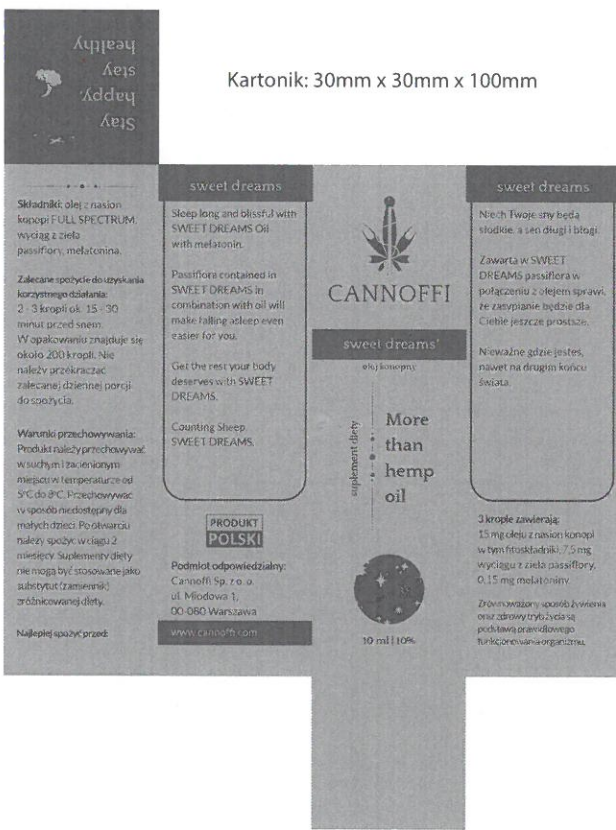 Kartonik: 30mm x 30mm x 100mm
Stay
happy,
stay
healthy
Składniki: olej z nasion
konopi FULL SPECTRUM,
wyciąg z ziela
passiflory, melatonina.
Zalecane spożycie do uzyskania
korzystnego działania:
2 - 3 kropli ok. 15 - 30
minut przed snem.
W opakowaniu znajduje się
około 200 kropli. Nie
należy przekraczać
zalecanej dziennej porcji
do spożycia.
Warunki przechowywania:
Produkt należy przechowywać
w suchym i zacienionym
miejscu w temperaturze od
5°C do 8°C. Przechowywać
w sposób niedostępny dla
małych dzieci. Po otwarciu
należy spożyć w ciągu 2
miesięcy. Suplementy diety
nie mogą być stosowane jako
substytut (zamiennik)
zróżnicowanej diety.
Najlepiej spożyć przed:
sweet dreams
Sleep long and blissful with
SWEET DREAMS Oil
with melatonin.
Passiflora contained in
SWEET DREAMS in
combination with oil will
make falling asleep even
easier for you.
Get the rest your body
deserves with SWEET
DREAMS.
Counting Sheep
SWEET DREAMS.
PRODUKT
POLSKI
Podmiot odpowiedzialny:
Cannoffi Sp. z o. o.
ul. Miodowa 1,
00-080 Warszawa
www.cannoffi.com
CANNOFFI
sweet dreams'
olej konopny
suplement diety
More
than
hemp
oil
10 ml | 10%
sweet dreams
Niech Twoje sny będą
słodkie, a sen długi i błogi.
Zawarta w SWEET
DREAMS passiflora w
połączeniu z olejem sprawi,
że zasypianie będzie dla
Ciebie jeszcze prostsze.
Nieważne gdzie jesteś,
nawet na drugim końcu
świata.
3 krople zawierają:
15 mg oleju z nasion konopi
w tym fitoskładniki, 7,5 mg
wyciągu z ziela passiflory,
0,15 mg melatoniny.
Zrównoważony sposób żywienia
oraz zdrowy tryb życia są
podstawą prawidłowego
funkcjonowania organizmu.